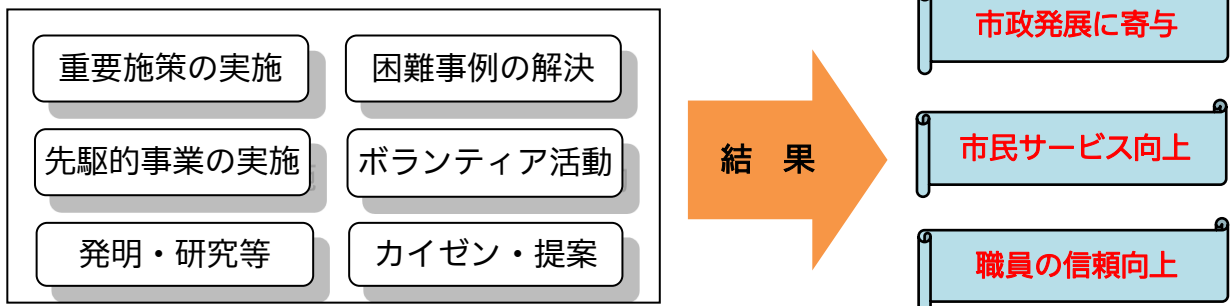 重要施策の実施
困難事例の解決
先駆的事業の実施
ボランティア活動
発明・研究等
カイゼン・提案
結　果
市政発展に寄与
市民サービス向上
職員の信頼向上